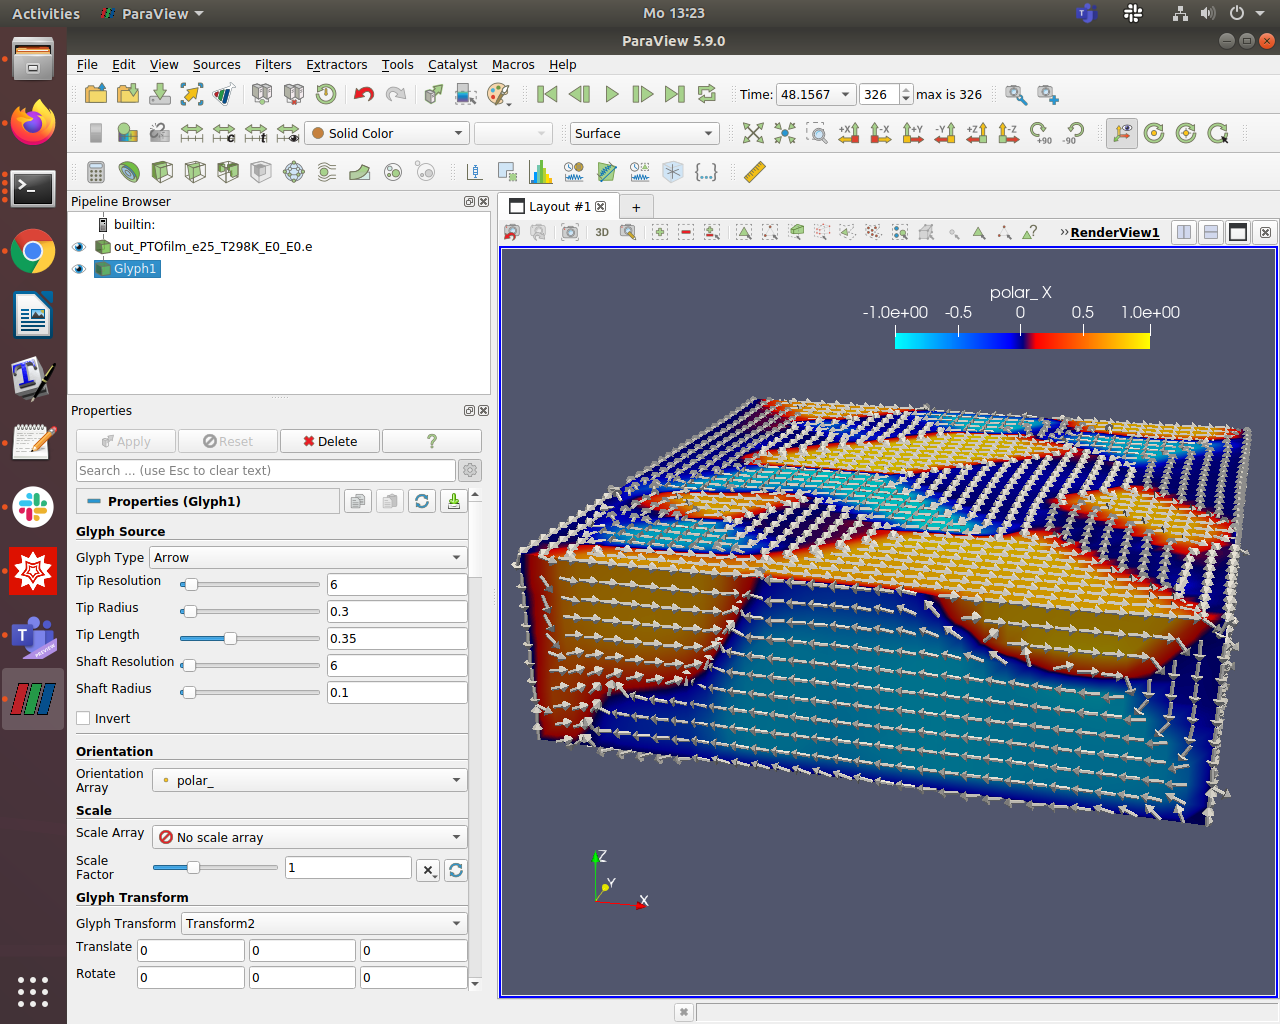 Activities ParaView Mo 13:23
ParaView 5.9.0
File Edit View Sources Filters Extractors Tools Catalyst Macros Help
Time: 48.1567 326 max is 326
Solid Color Surface +X -X +Y -Y +Z -Z +90 -90
Pipeline Browser
builtin:
out_PTOfilm_e25_T298K_E0_E0.e
Glyph1
Properties
Apply Reset Delete ?
Search ... (use Esc to clear text)
Properties (Glyph1)
Glyph Source
Glyph Type Arrow
Tip Resolution 6
Tip Radius 0.3
Tip Length 0.35
Shaft Resolution 6
Shaft Radius 0.1
Invert
Orientation
Orientation Array polar_
Scale
Scale Array No scale array
Scale Factor 1
Glyph Transform
Glyph Transform Transform2
Translate 0 0 0
Rotate 0 0 0
Layout #1 +
3D RenderView1
polar_ X
-1.0e+00 -0.5 0 0.5 1.0e+00
Z
Y
X
PREVIEW